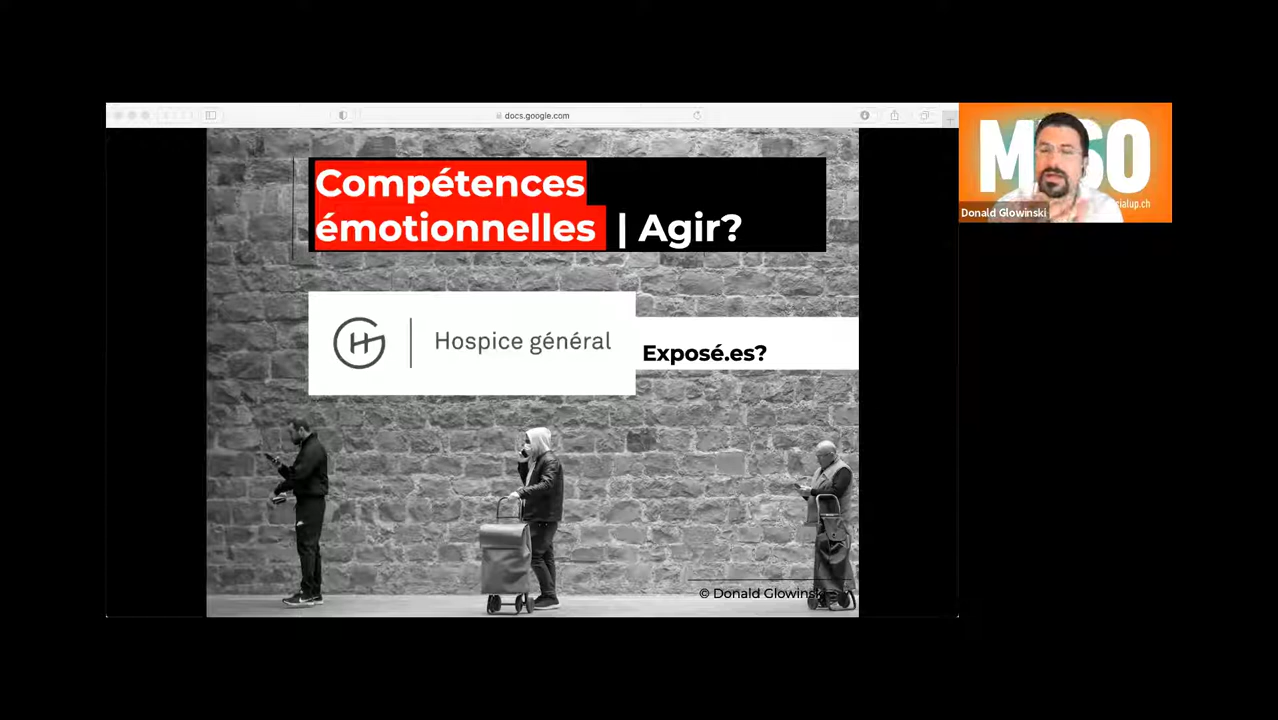 docs.google.com
Compétences
émotionnelles | Agir?
Hospice général
Exposé.es?
© Donald Glowinski
Donald Glowinski